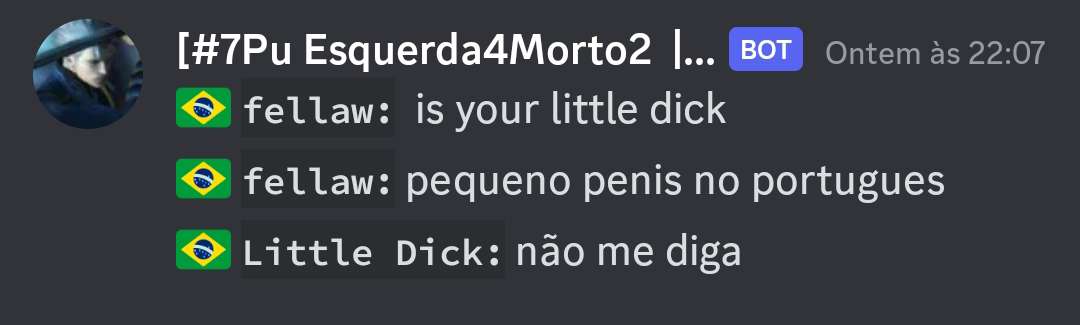 [#7Pu Esquerda4Morto2 |... BOT Ontem às 22:07
fellaw: is your little dick
fellaw: pequeno penis no portugues
Little Dick: não me diga